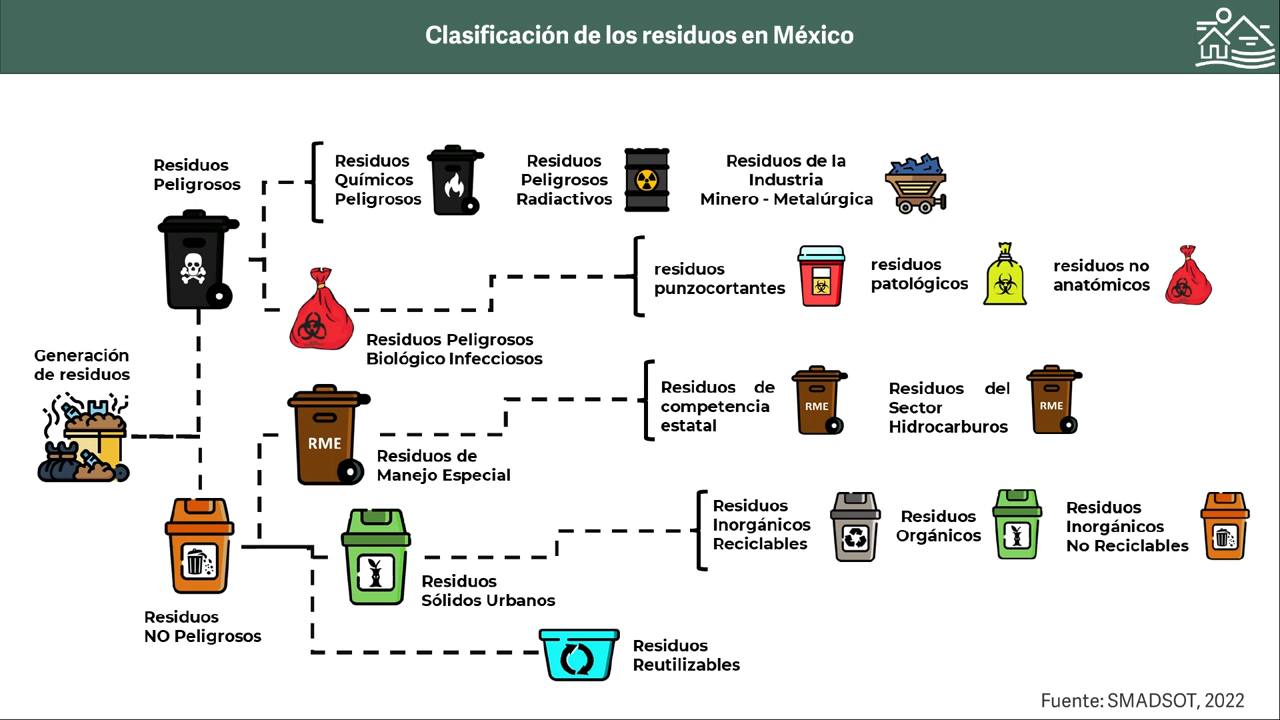 Clasificación de los residuos en México
Residuos
Peligrosos
Residuos
Químicos
Peligrosos
Residuos
Peligrosos
Radiactivos
Residuos de la
Industria
Minero - Metalúrgica
residuos
punzocortantes
residuos
patológicos
residuos no
anatómicos
Residuos Peligrosos
Biológico Infecciosos
Generación
de residuos
RME
Residuos de
Manejo Especial
Residuos de
competencia
estatal
RME
Residuos del
Sector
Hidrocarburos
RME
Residuos
Inorgánicos
Reciclables
Residuos
Orgánicos
Residuos
Inorgánicos
No Reciclables
Residuos
Sólidos Urbanos
Residuos
NO Peligrosos
Residuos
Reutilizables
Fuente: SMADSOT, 2022